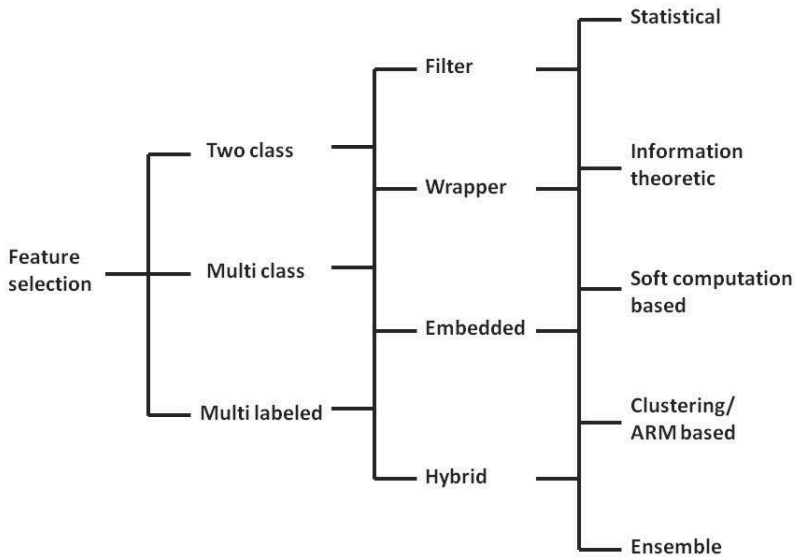 Feature
selection
Two class
Multi class
Multi labeled
Filter
Wrapper
Embedded
Hybrid
Statistical
Information
theoretic
Soft computation
based
Clustering/
ARM based
Ensemble